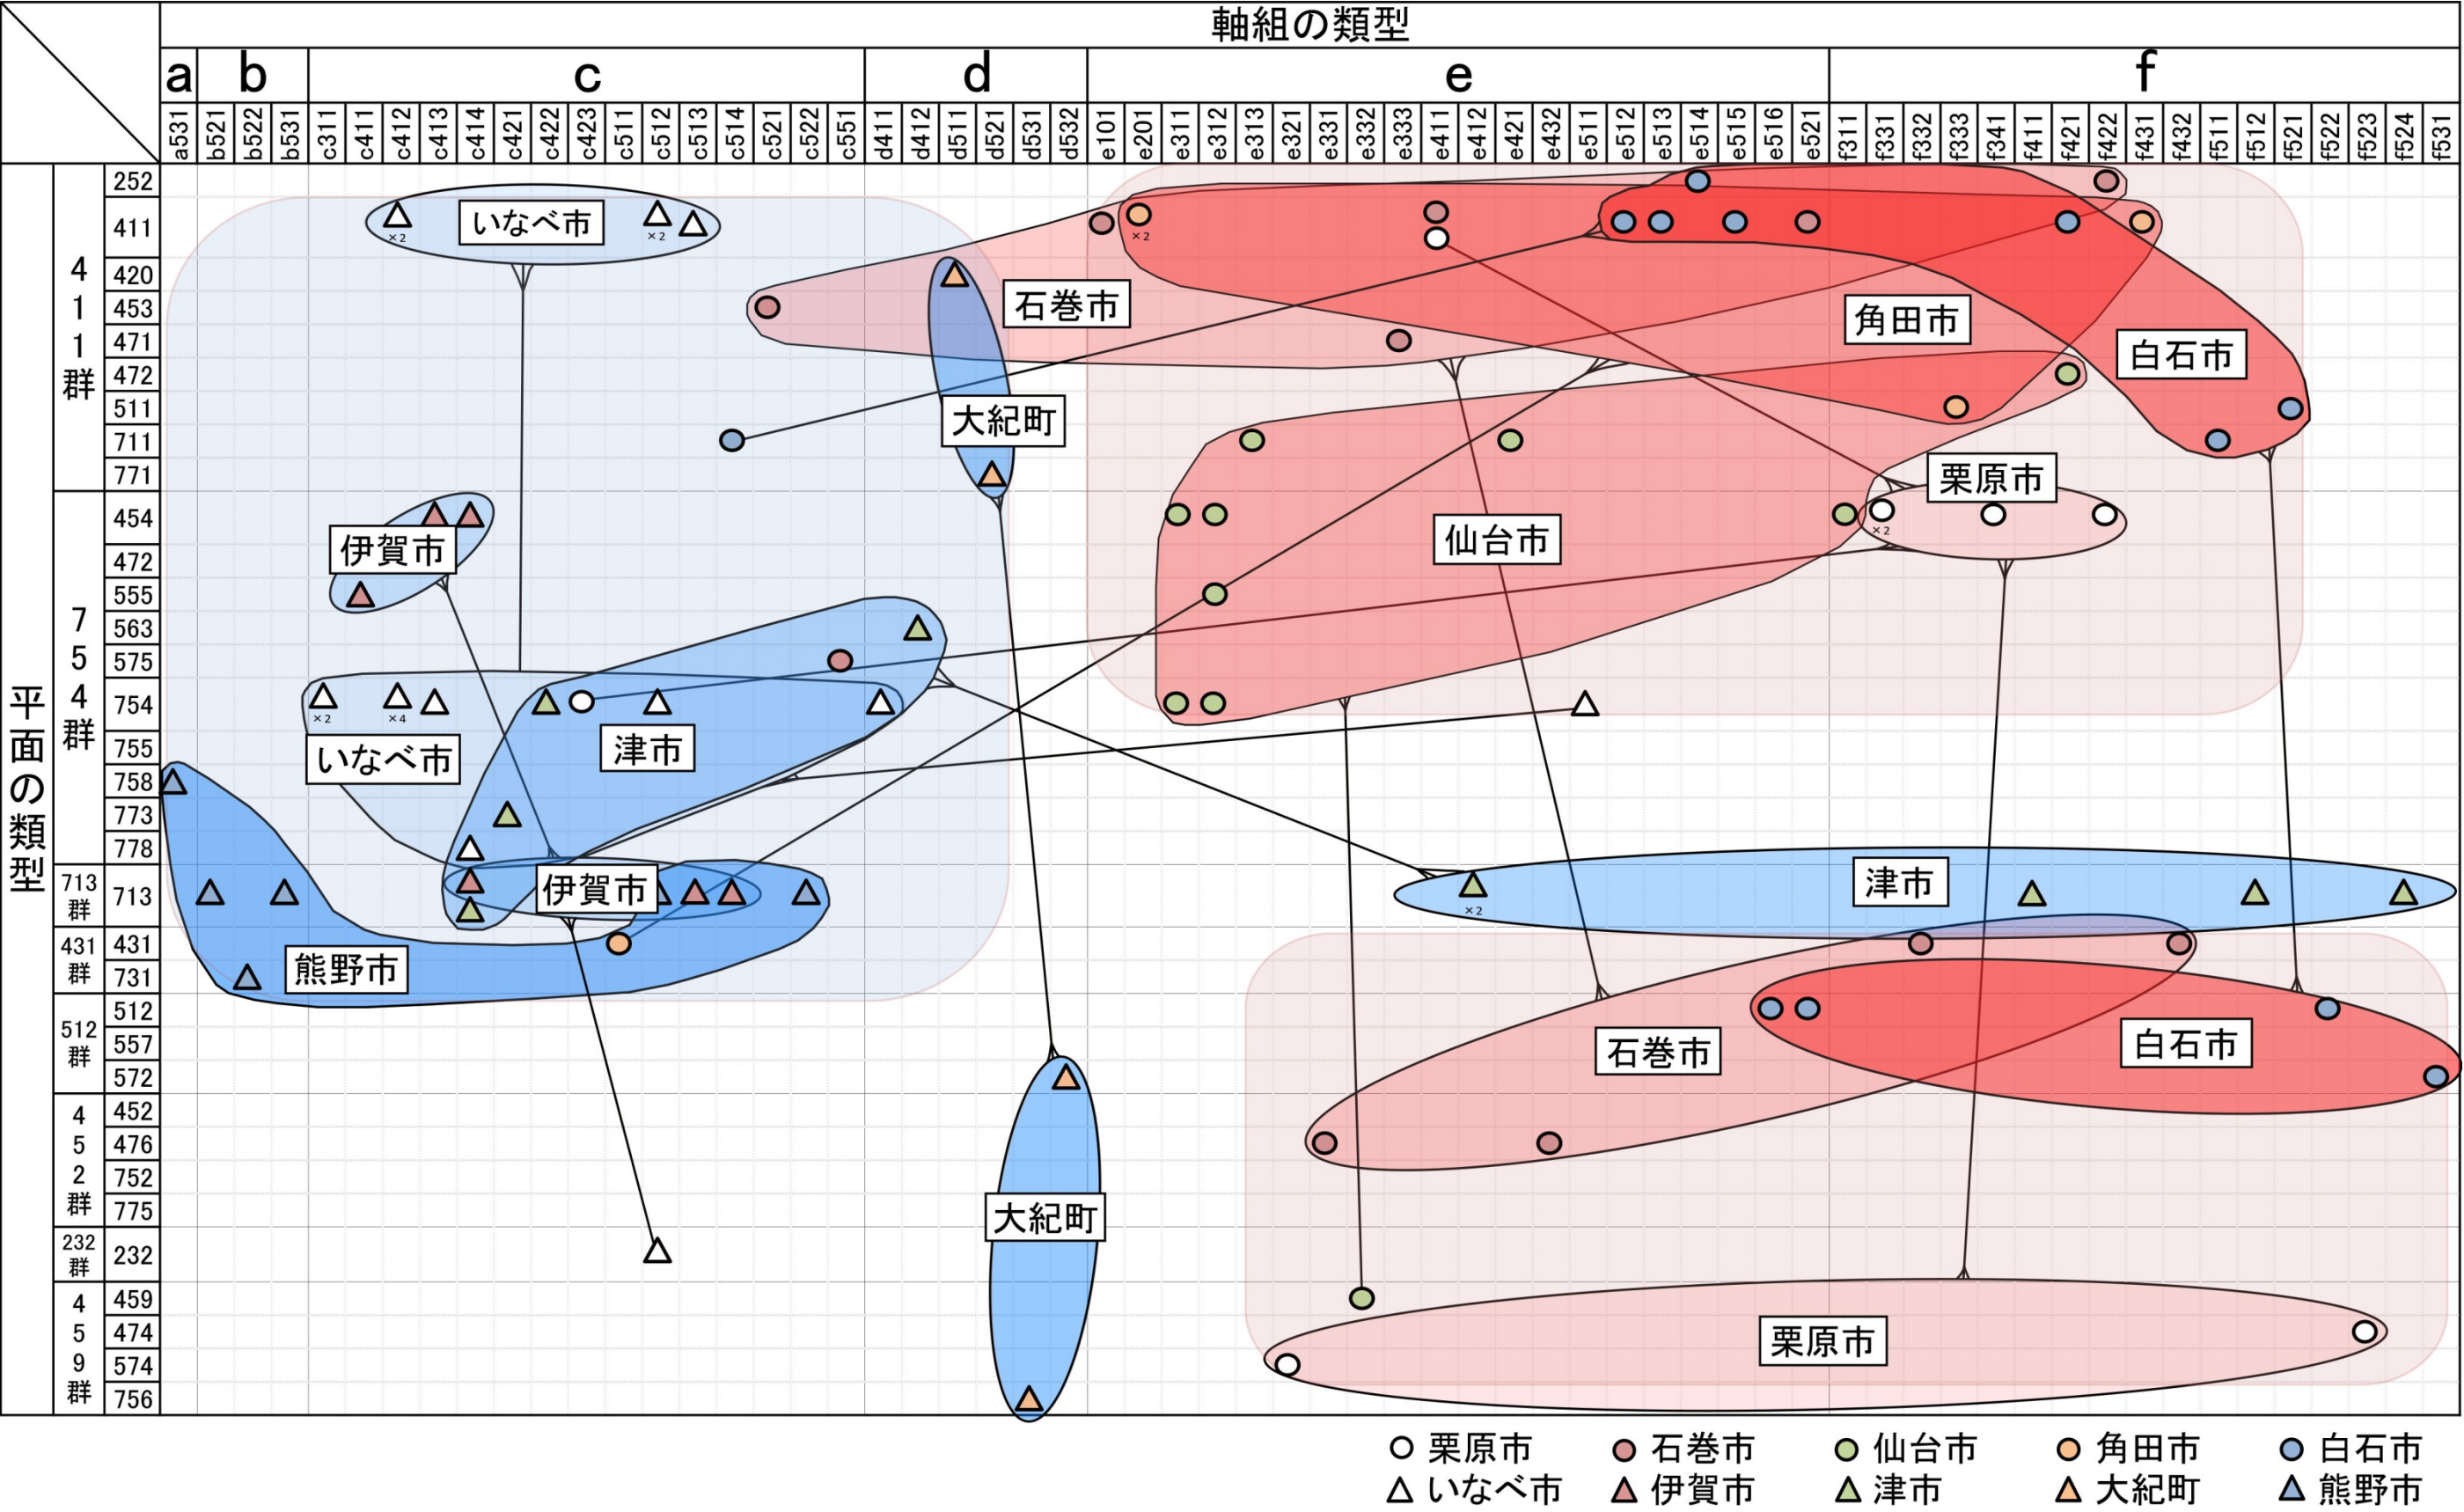 軸組の類型
a b c d e f
a531 b521 b522 b531 c311 c411 c412 c413 c414 c421 c422 c423 c511 c512 c513 c514 c521 c522 c551 d411 d412 d511 d521 d531 d532 e101 e201 e311 e312 e313 e321 e331 e332 e333 e411 e412 e421 e432 e511 e512 e513 e514 e515 e516 e521 f311 f331 f332 f333 f341 f411 f421 f422 f431 f432 f511 f512 f521 f522 f523 f524 f531
平面の類型
411群
252
411
420
453
471
472
511
711
771
754群
454
472
555
563
575
754
755
758
773
778
713群
713
431群
431
731
512群
512
557
572
452群
452
476
752
775
232群
232
459群
459
474
574
756
いなべ市
×2
×2
×2
石巻市
角田市
白石市
大紀町
栗原市
×2
伊賀市
仙台市
×2
×4
いなべ市
津市
伊賀市
津市
×2
熊野市
石巻市
白石市
大紀町
栗原市
栗原市 石巻市 仙台市 角田市 白石市
いなべ市 伊賀市 津市 大紀町 熊野市